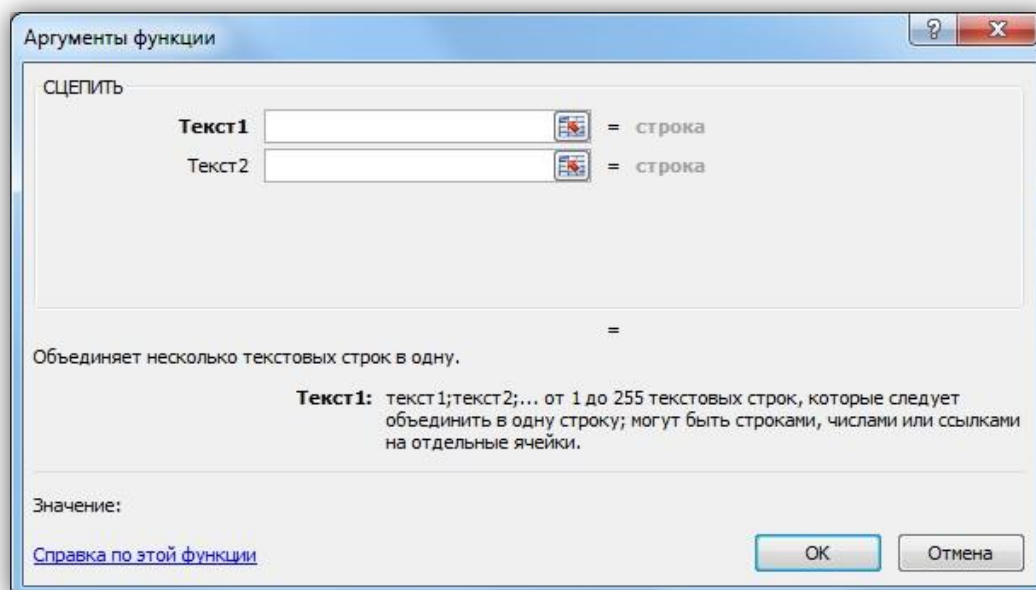 Аргументы функции
СЦЕПИТЬ
Текст1 = строка
Текст2 = строка
=
Объединяет несколько текстовых строк в одну.
Текст1: текст1;текст2;... от 1 до 255 текстовых строк, которые следует
объединить в одну строку; могут быть строками, числами или ссылками
на отдельные ячейки.
Значение:
Справка по этой функции
ОК
Отмена